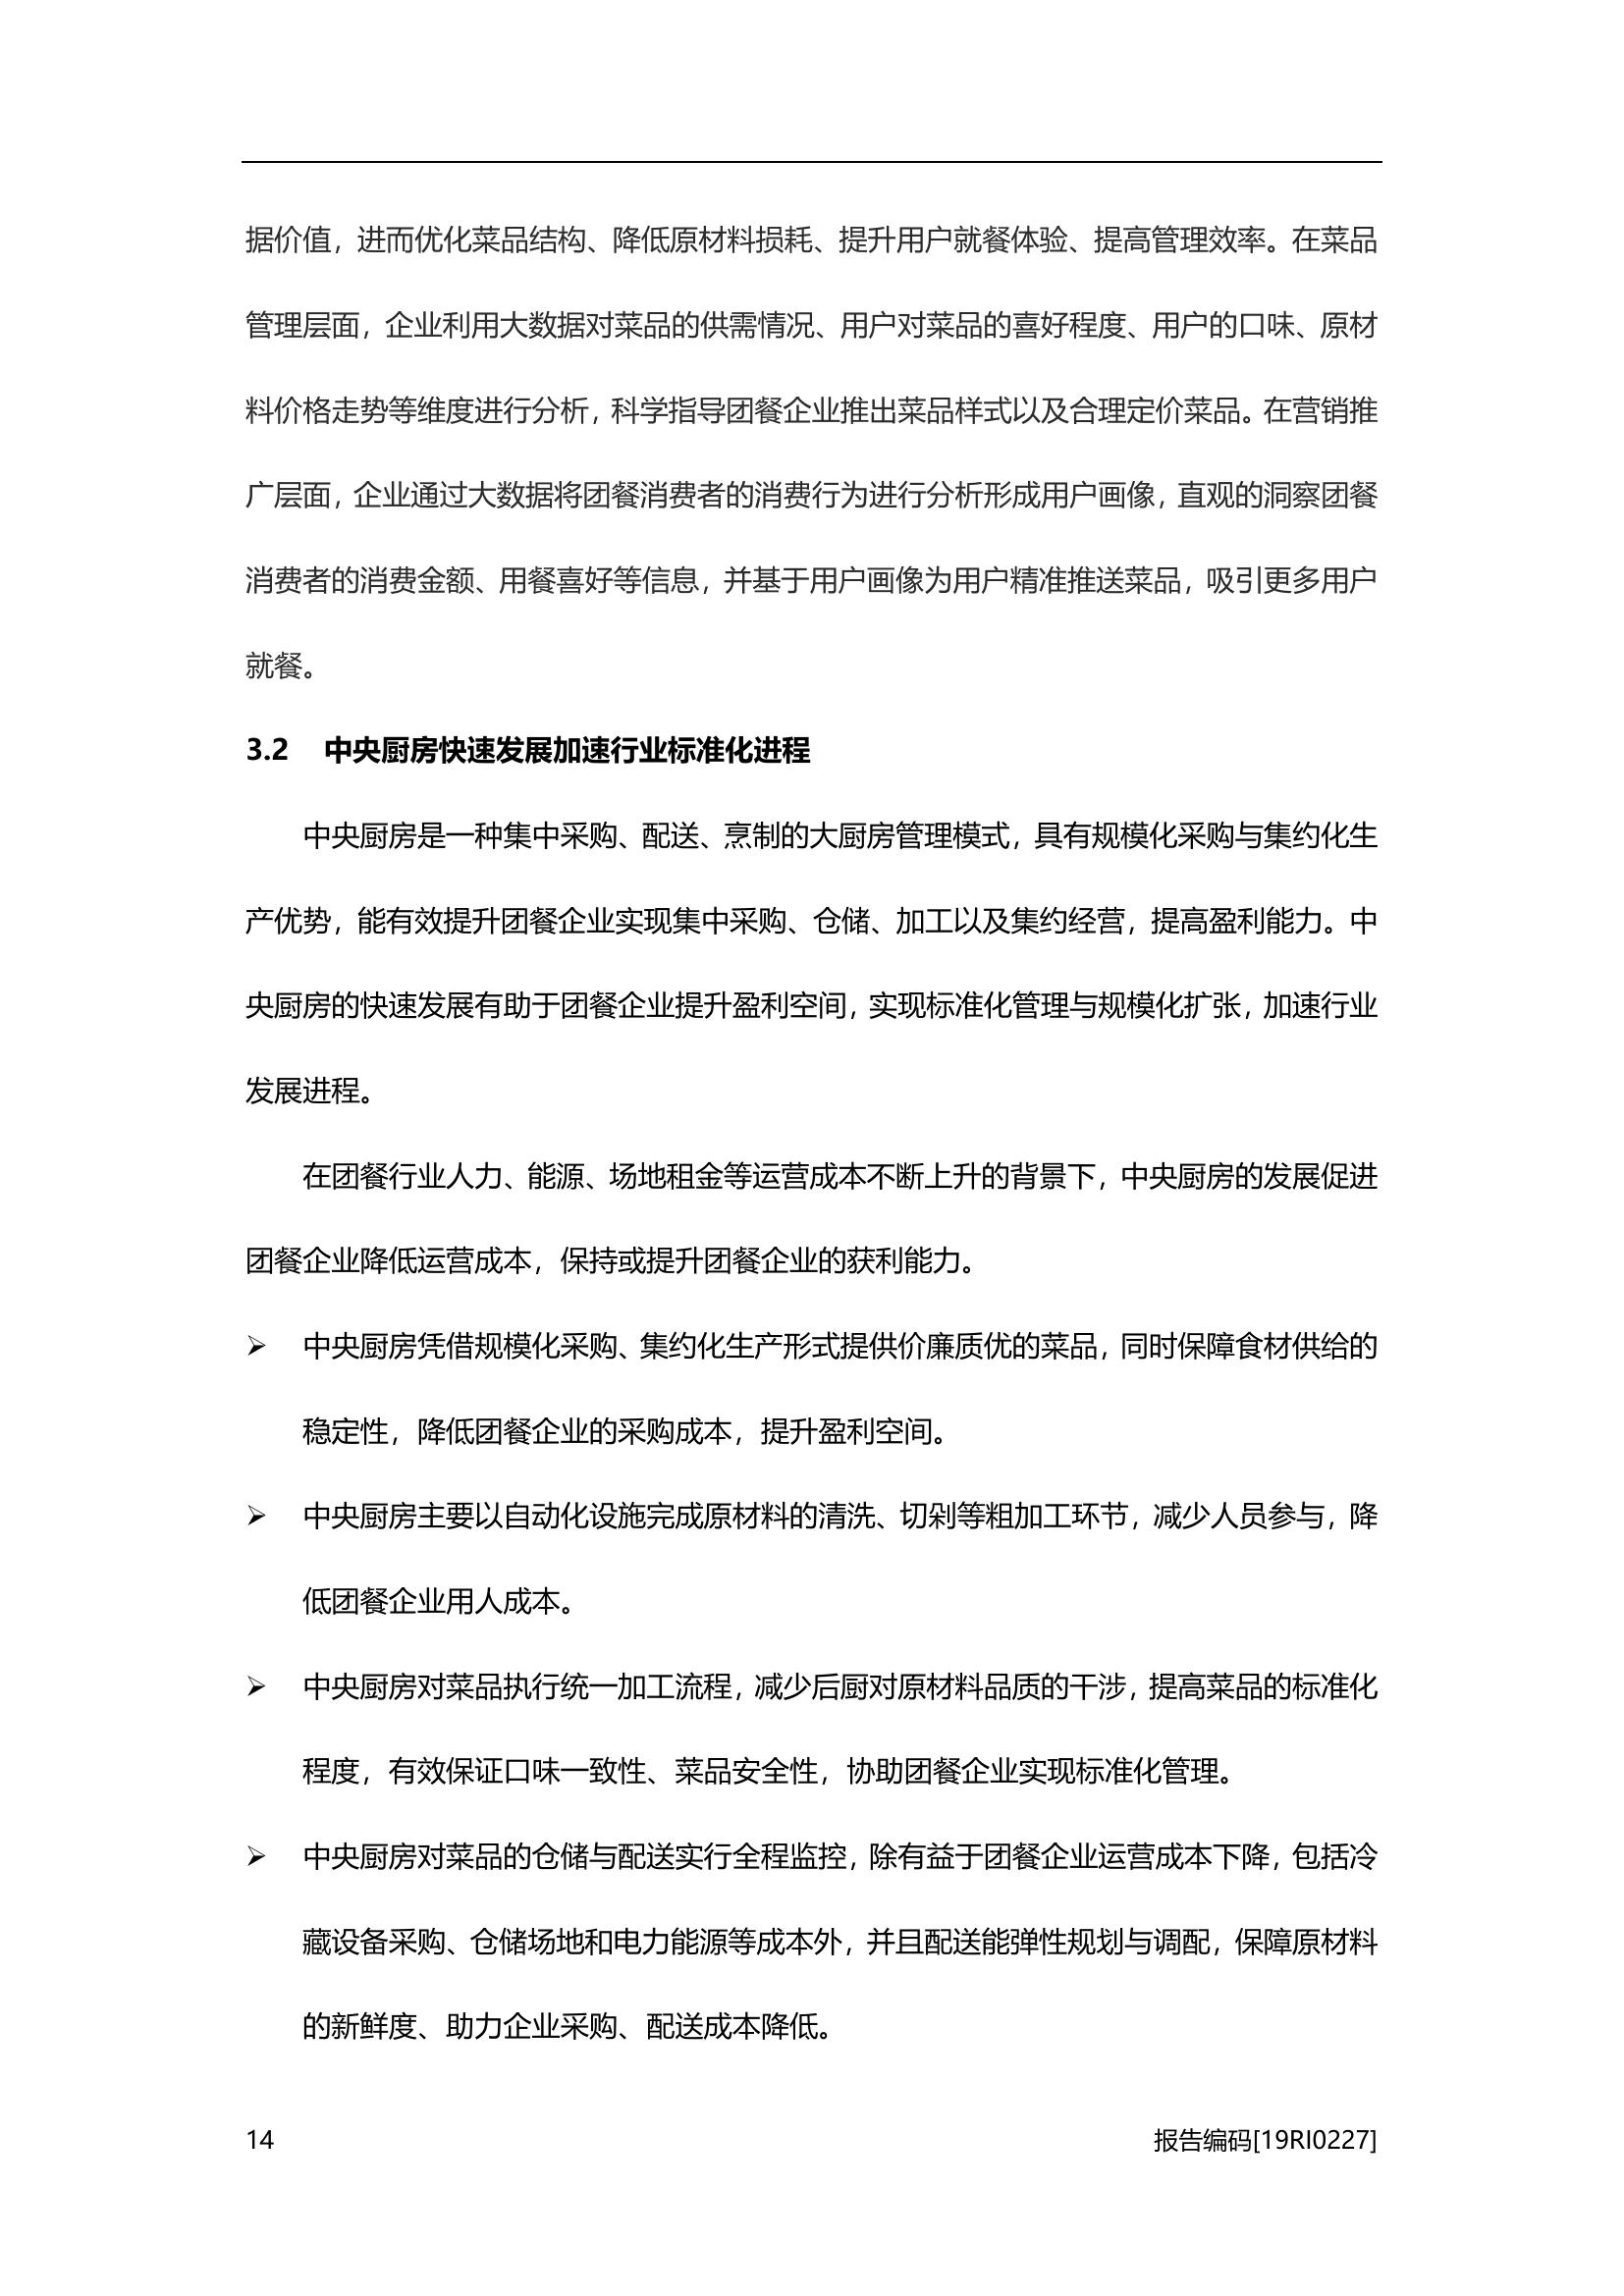 据价值，进而优化菜品结构、降低原材料损耗、提升用户就餐体验、提高管理效率。在菜品
管理层面，企业利用大数据对菜品的供需情况、用户对菜品的喜好程度、用户的口味、原材
料价格走势等维度进行分析，科学指导团餐企业推出菜品样式以及合理定价菜品。在营销推
广层面，企业通过大数据将团餐消费者的消费行为进行分析形成用户画像，直观的洞察团餐
消费者的消费金额、用餐喜好等信息，并基于用户画像为用户精准推送菜品，吸引更多用户
就餐。
3.2 中央厨房快速发展加速行业标准化进程
中央厨房是一种集中采购、配送、烹制的大厨房管理模式，具有规模化采购与集约化生
产优势，能有效提升团餐企业实现集中采购、仓储、加工以及集约经营，提高盈利能力。中
央厨房的快速发展有助于团餐企业提升盈利空间，实现标准化管理与规模化扩张，加速行业
发展进程。
在团餐行业人力、能源、场地租金等运营成本不断上升的背景下，中央厨房的发展促进
团餐企业降低运营成本，保持或提升团餐企业的获利能力。
➢ 中央厨房凭借规模化采购、集约化生产形式提供价廉质优的菜品，同时保障食材供给的
稳定性，降低团餐企业的采购成本，提升盈利空间。
➢ 中央厨房主要以自动化设施完成原材料的清洗、切剁等粗加工环节，减少人员参与，降
低团餐企业用人成本。
➢ 中央厨房对菜品执行统一加工流程，减少后厨对原材料品质的干涉，提高菜品的标准化
程度，有效保证口味一致性、菜品安全性，协助团餐企业实现标准化管理。
➢ 中央厨房对菜品的仓储与配送实行全程监控，除有益于团餐企业运营成本下降，包括冷
藏设备采购、仓储场地和电力能源等成本外，并且配送能弹性规划与调配，保障原材料
的新鲜度、助力企业采购、配送成本降低。
14 报告编码[19RI0227]